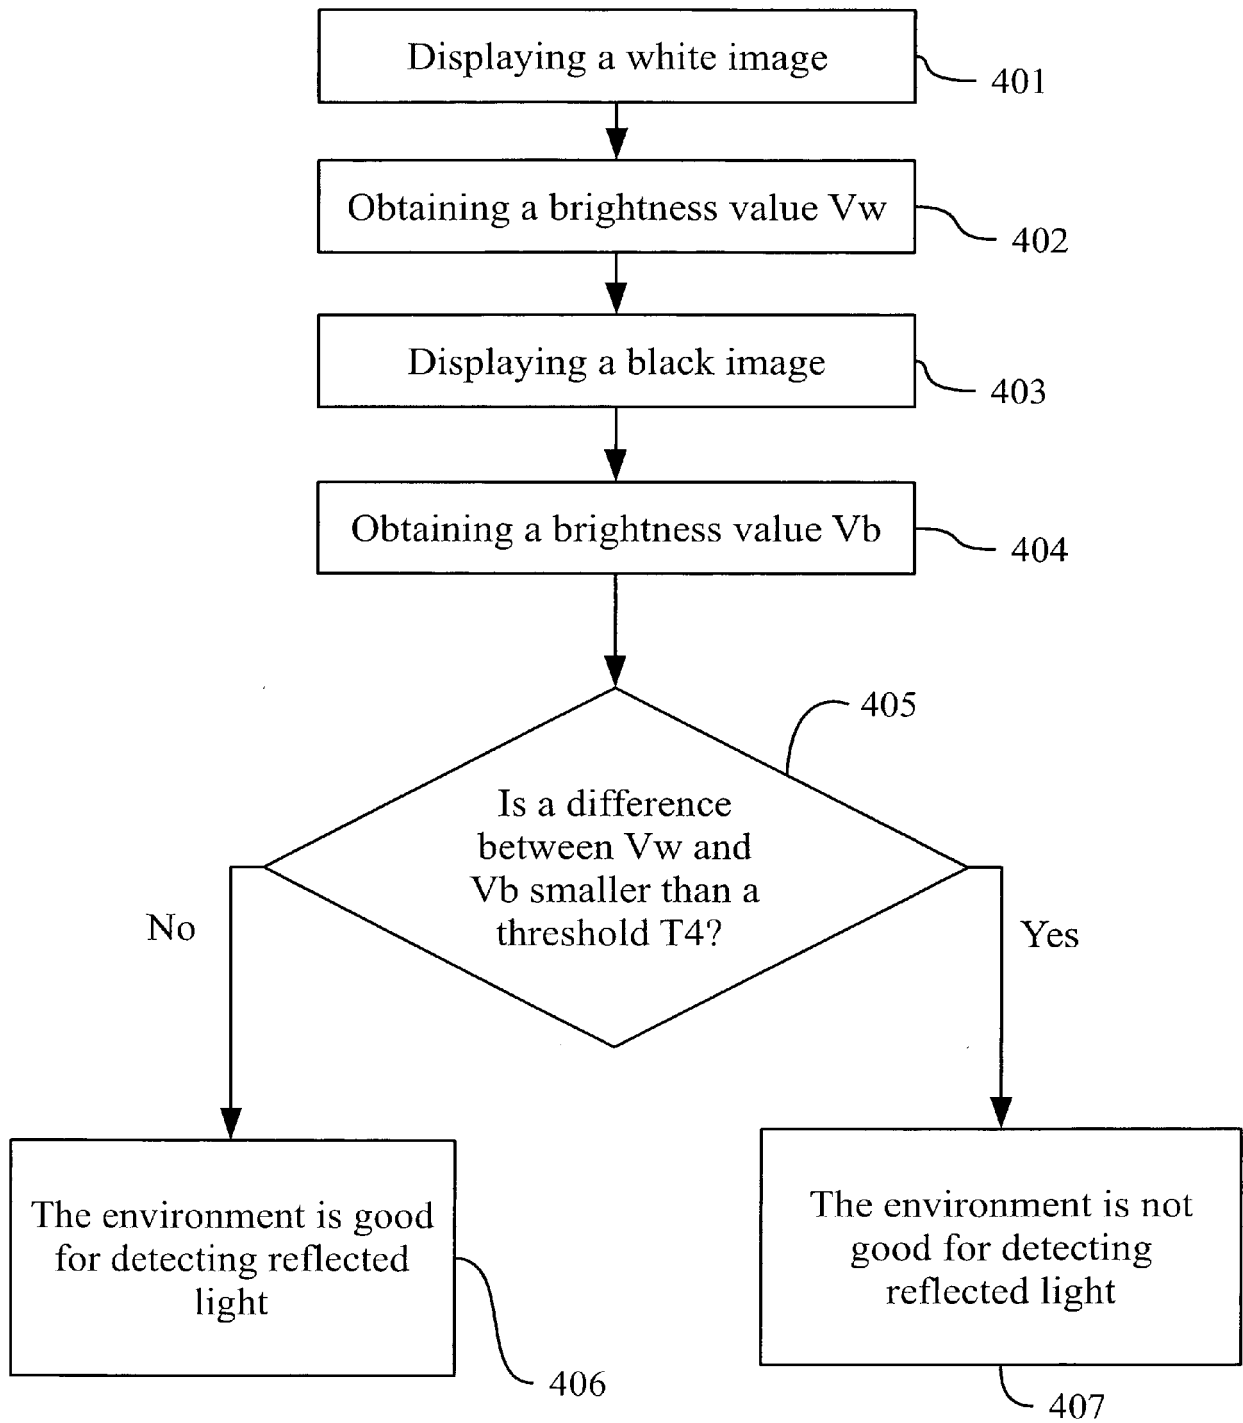 Displaying a white image
401
Obtaining a brightness value Vw
402
Displaying a black image
403
Obtaining a brightness value Vb
404
405
Is a difference
between Vw and
Vb smaller than a
threshold T4?
No
Yes
The environment is good
for detecting reflected
light
406
The environment is not
good for detecting
reflected light
407